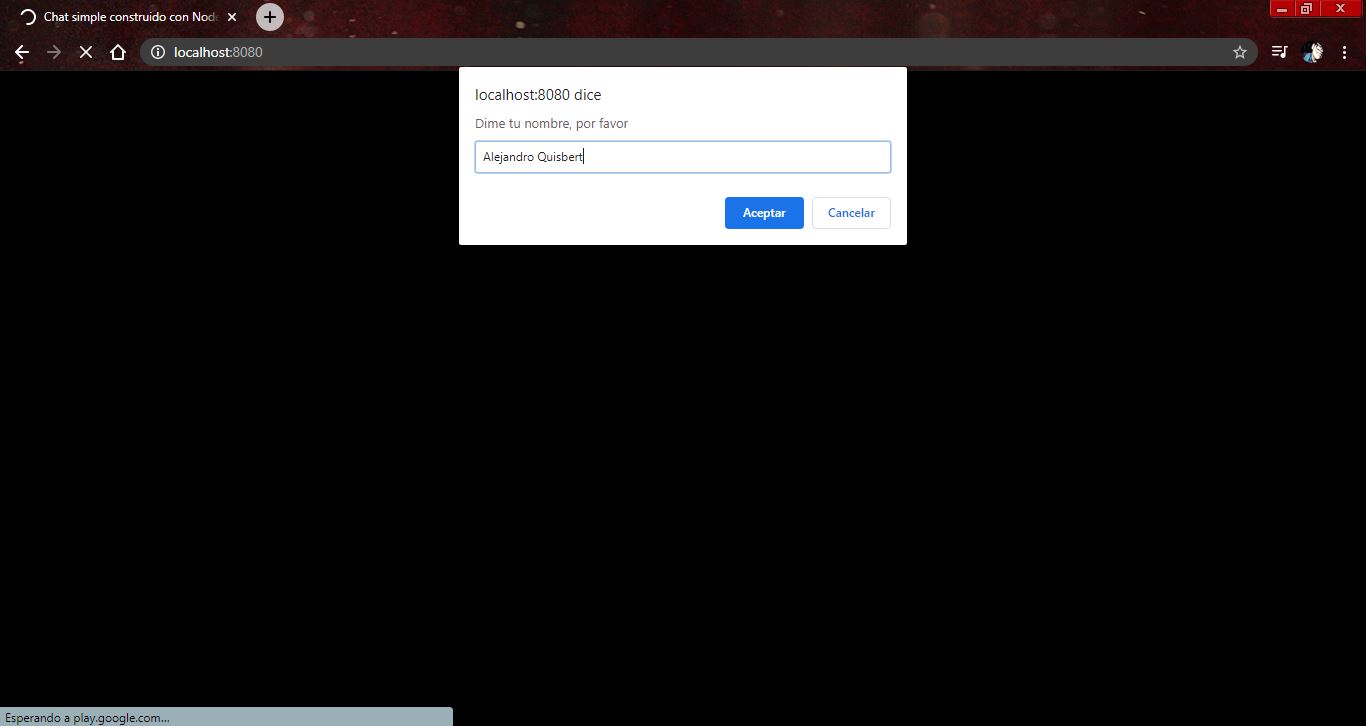 Chat simple construido con Nod
localhost:8080
localhost:8080 dice
Dime tu nombre, por favor
Alejandro Quisbert
Aceptar Cancelar
Esperando a play.google.com...